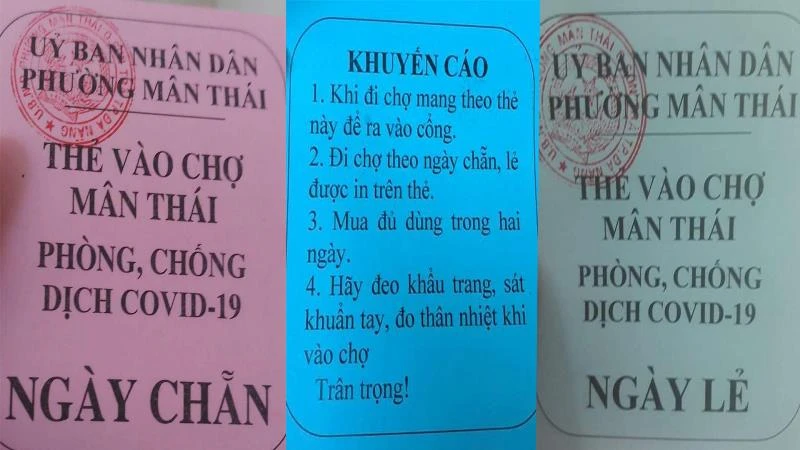 UỶ BAN NHÂN DÂN
PHƯỜNG MÂN THÁI
THẺ VÀO CHỢ
MÂN THÁI
PHÒNG, CHỐNG
DỊCH COVID-19
NGÀY CHẴN
KHUYẾN CÁO
1. Khi đi chợ mang theo thẻ
này để ra vào cổng.
2. Đi chợ theo ngày chẵn, lẻ
được in trên thẻ.
3. Mua đủ dùng trong hai
ngày.
4. Hãy đeo khẩu trang, sát
khuẩn tay, đo thân nhiệt khi
vào chợ
Trân trọng!
UỶ BAN NHÂN DÂN
PHƯỜNG MÂN THÁI
THẺ VÀO CHỢ
MÂN THÁI
PHÒNG, CHỐNG
DỊCH COVID-19
NGÀY LẺ